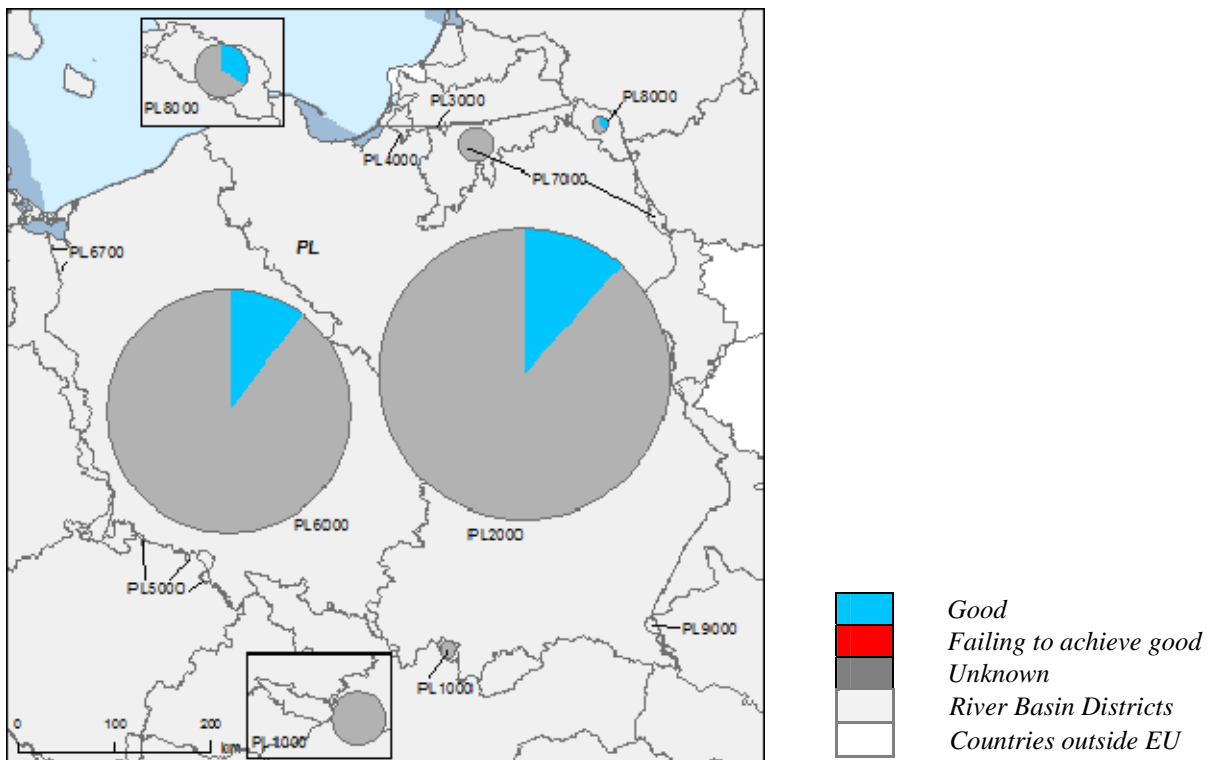 PL8000
PL3000
PL8000
PL4000
PL7000
PL6700
PL
PL6000
PL2000
PL5000
PL9000
PL1000
0 100 200
km
PL1000
Good
Failing to achieve good
Unknown
River Basin Districts
Countries outside EU